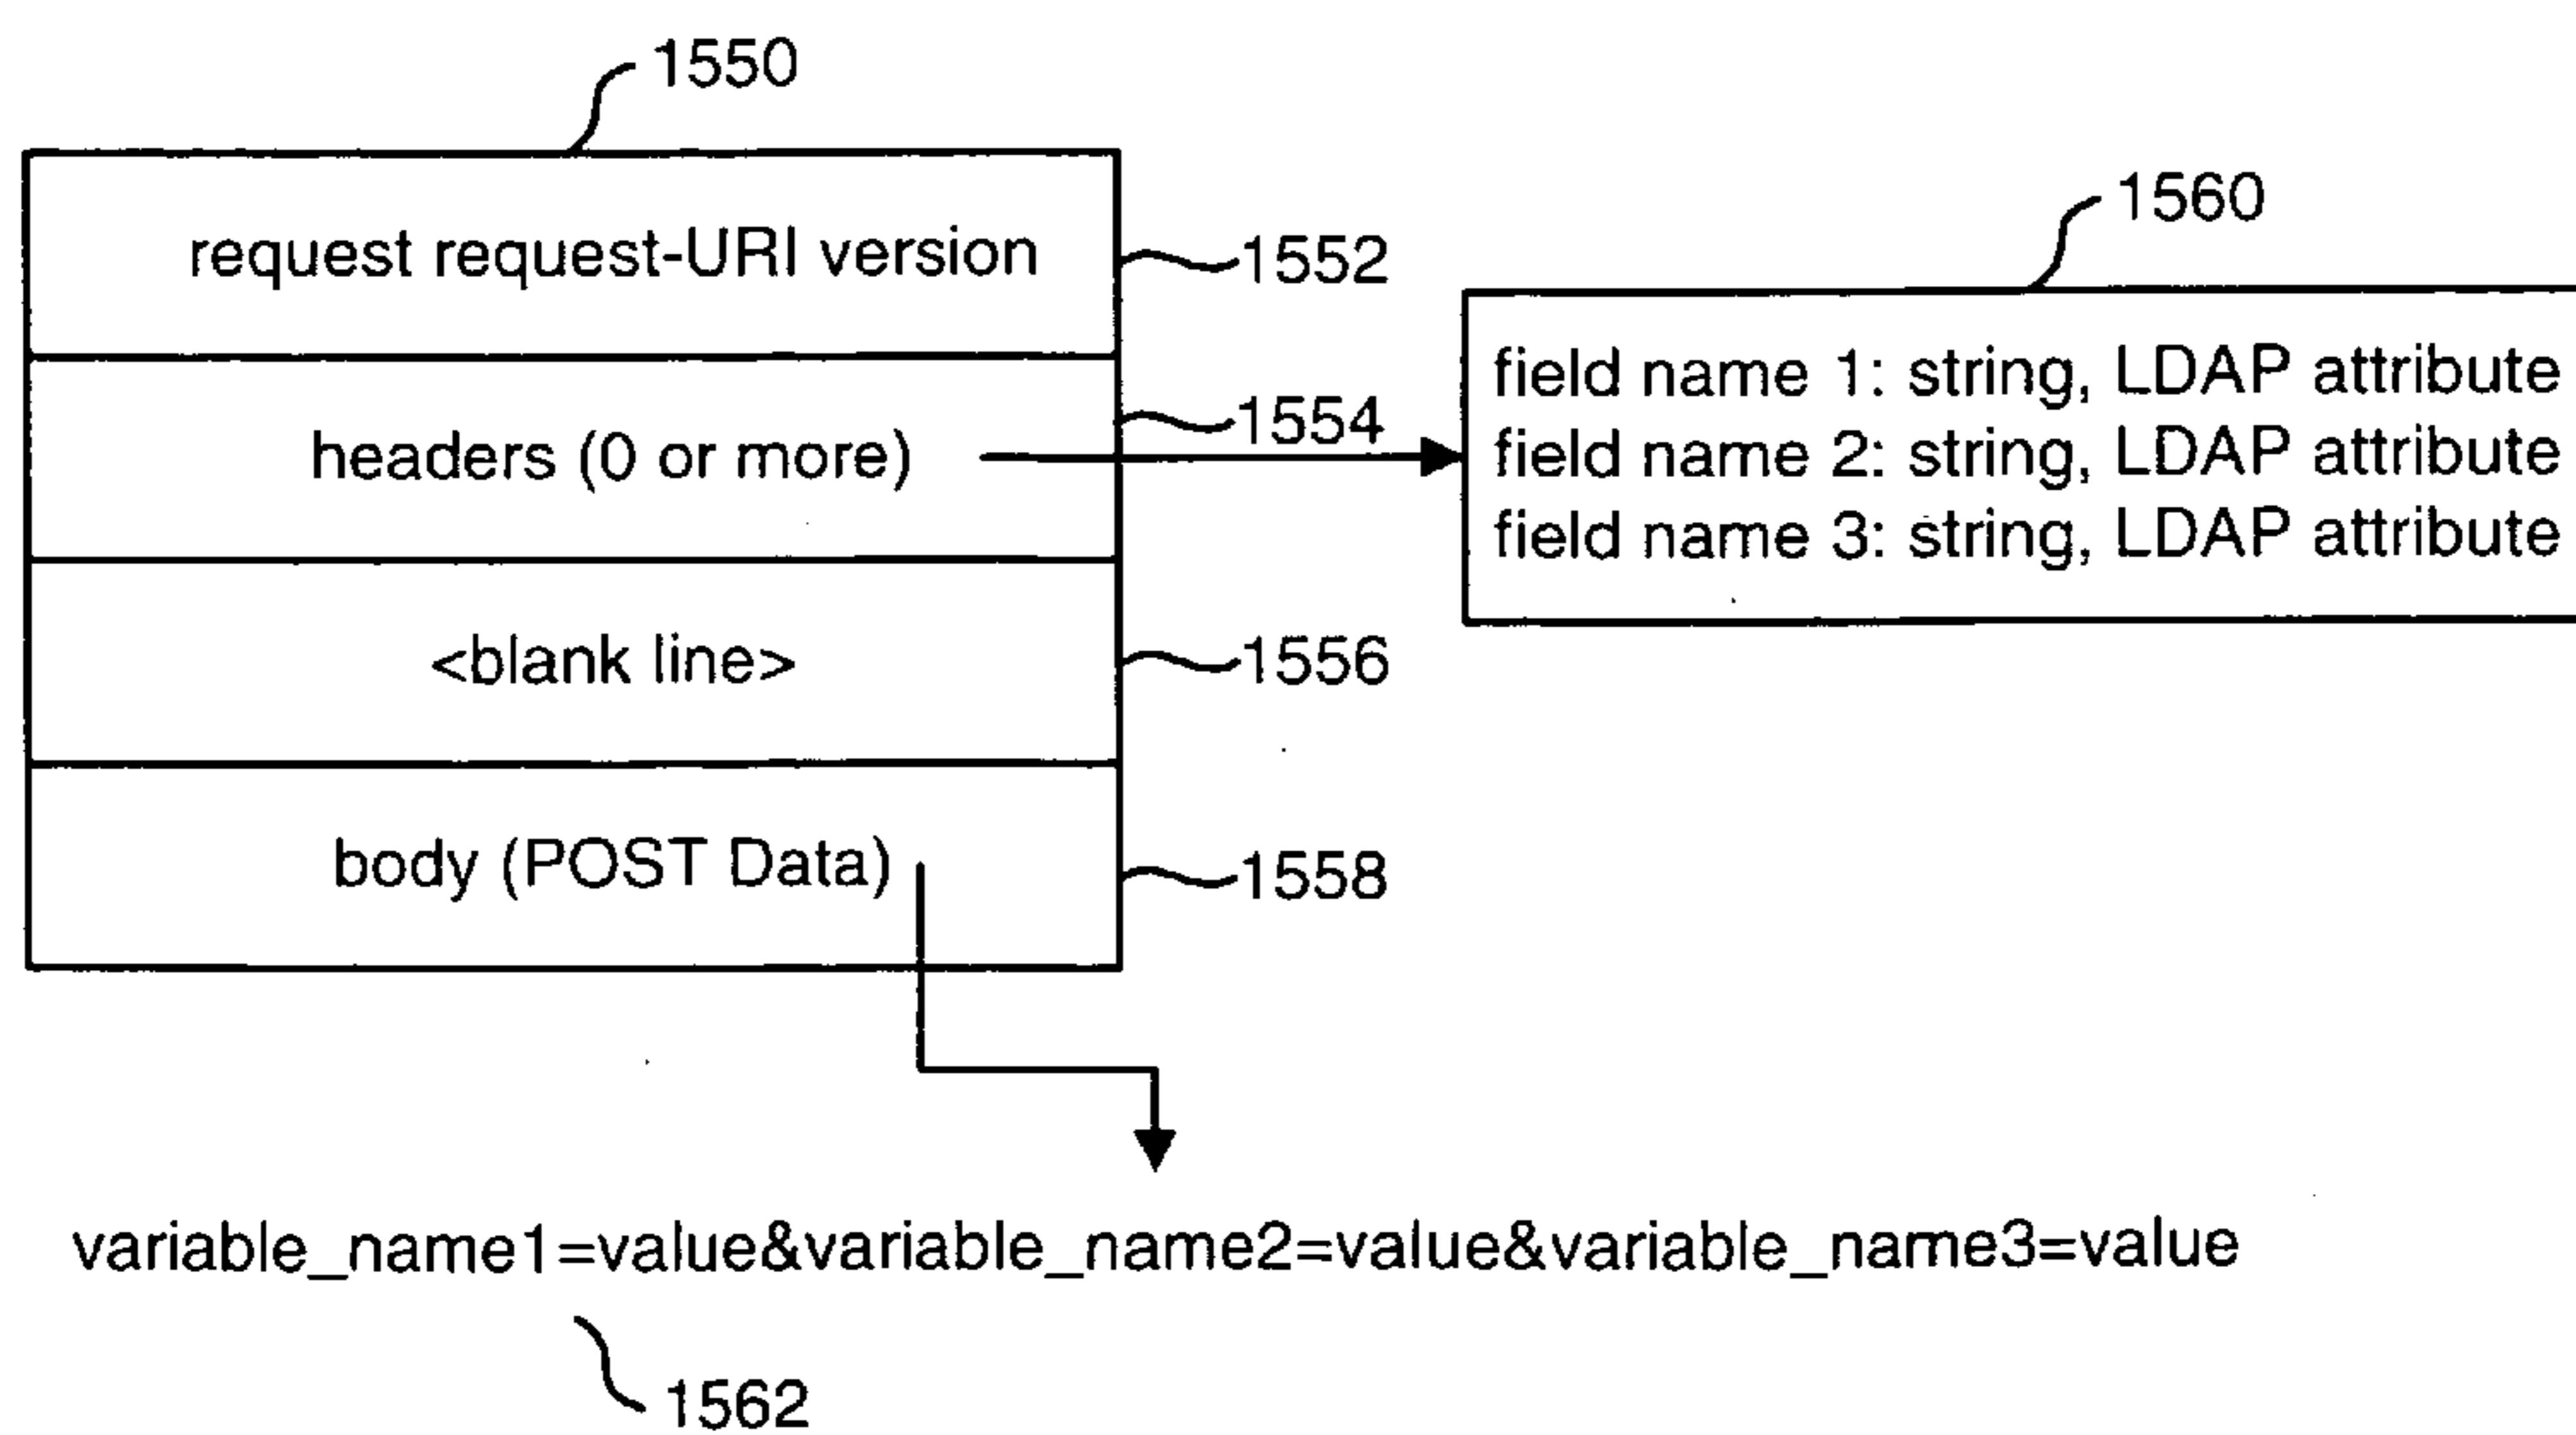 1550
1560
request request-URI version
1552
field name 1: string, LDAP attribute
1554
headers (0 or more)
field name 2: string, LDAP attribute
field name 3: string, LDAP attribute
<blank line>
1556
body (POST Data)
1558
variable_name1=value&variable_name2=value&variable_name3=value
1562